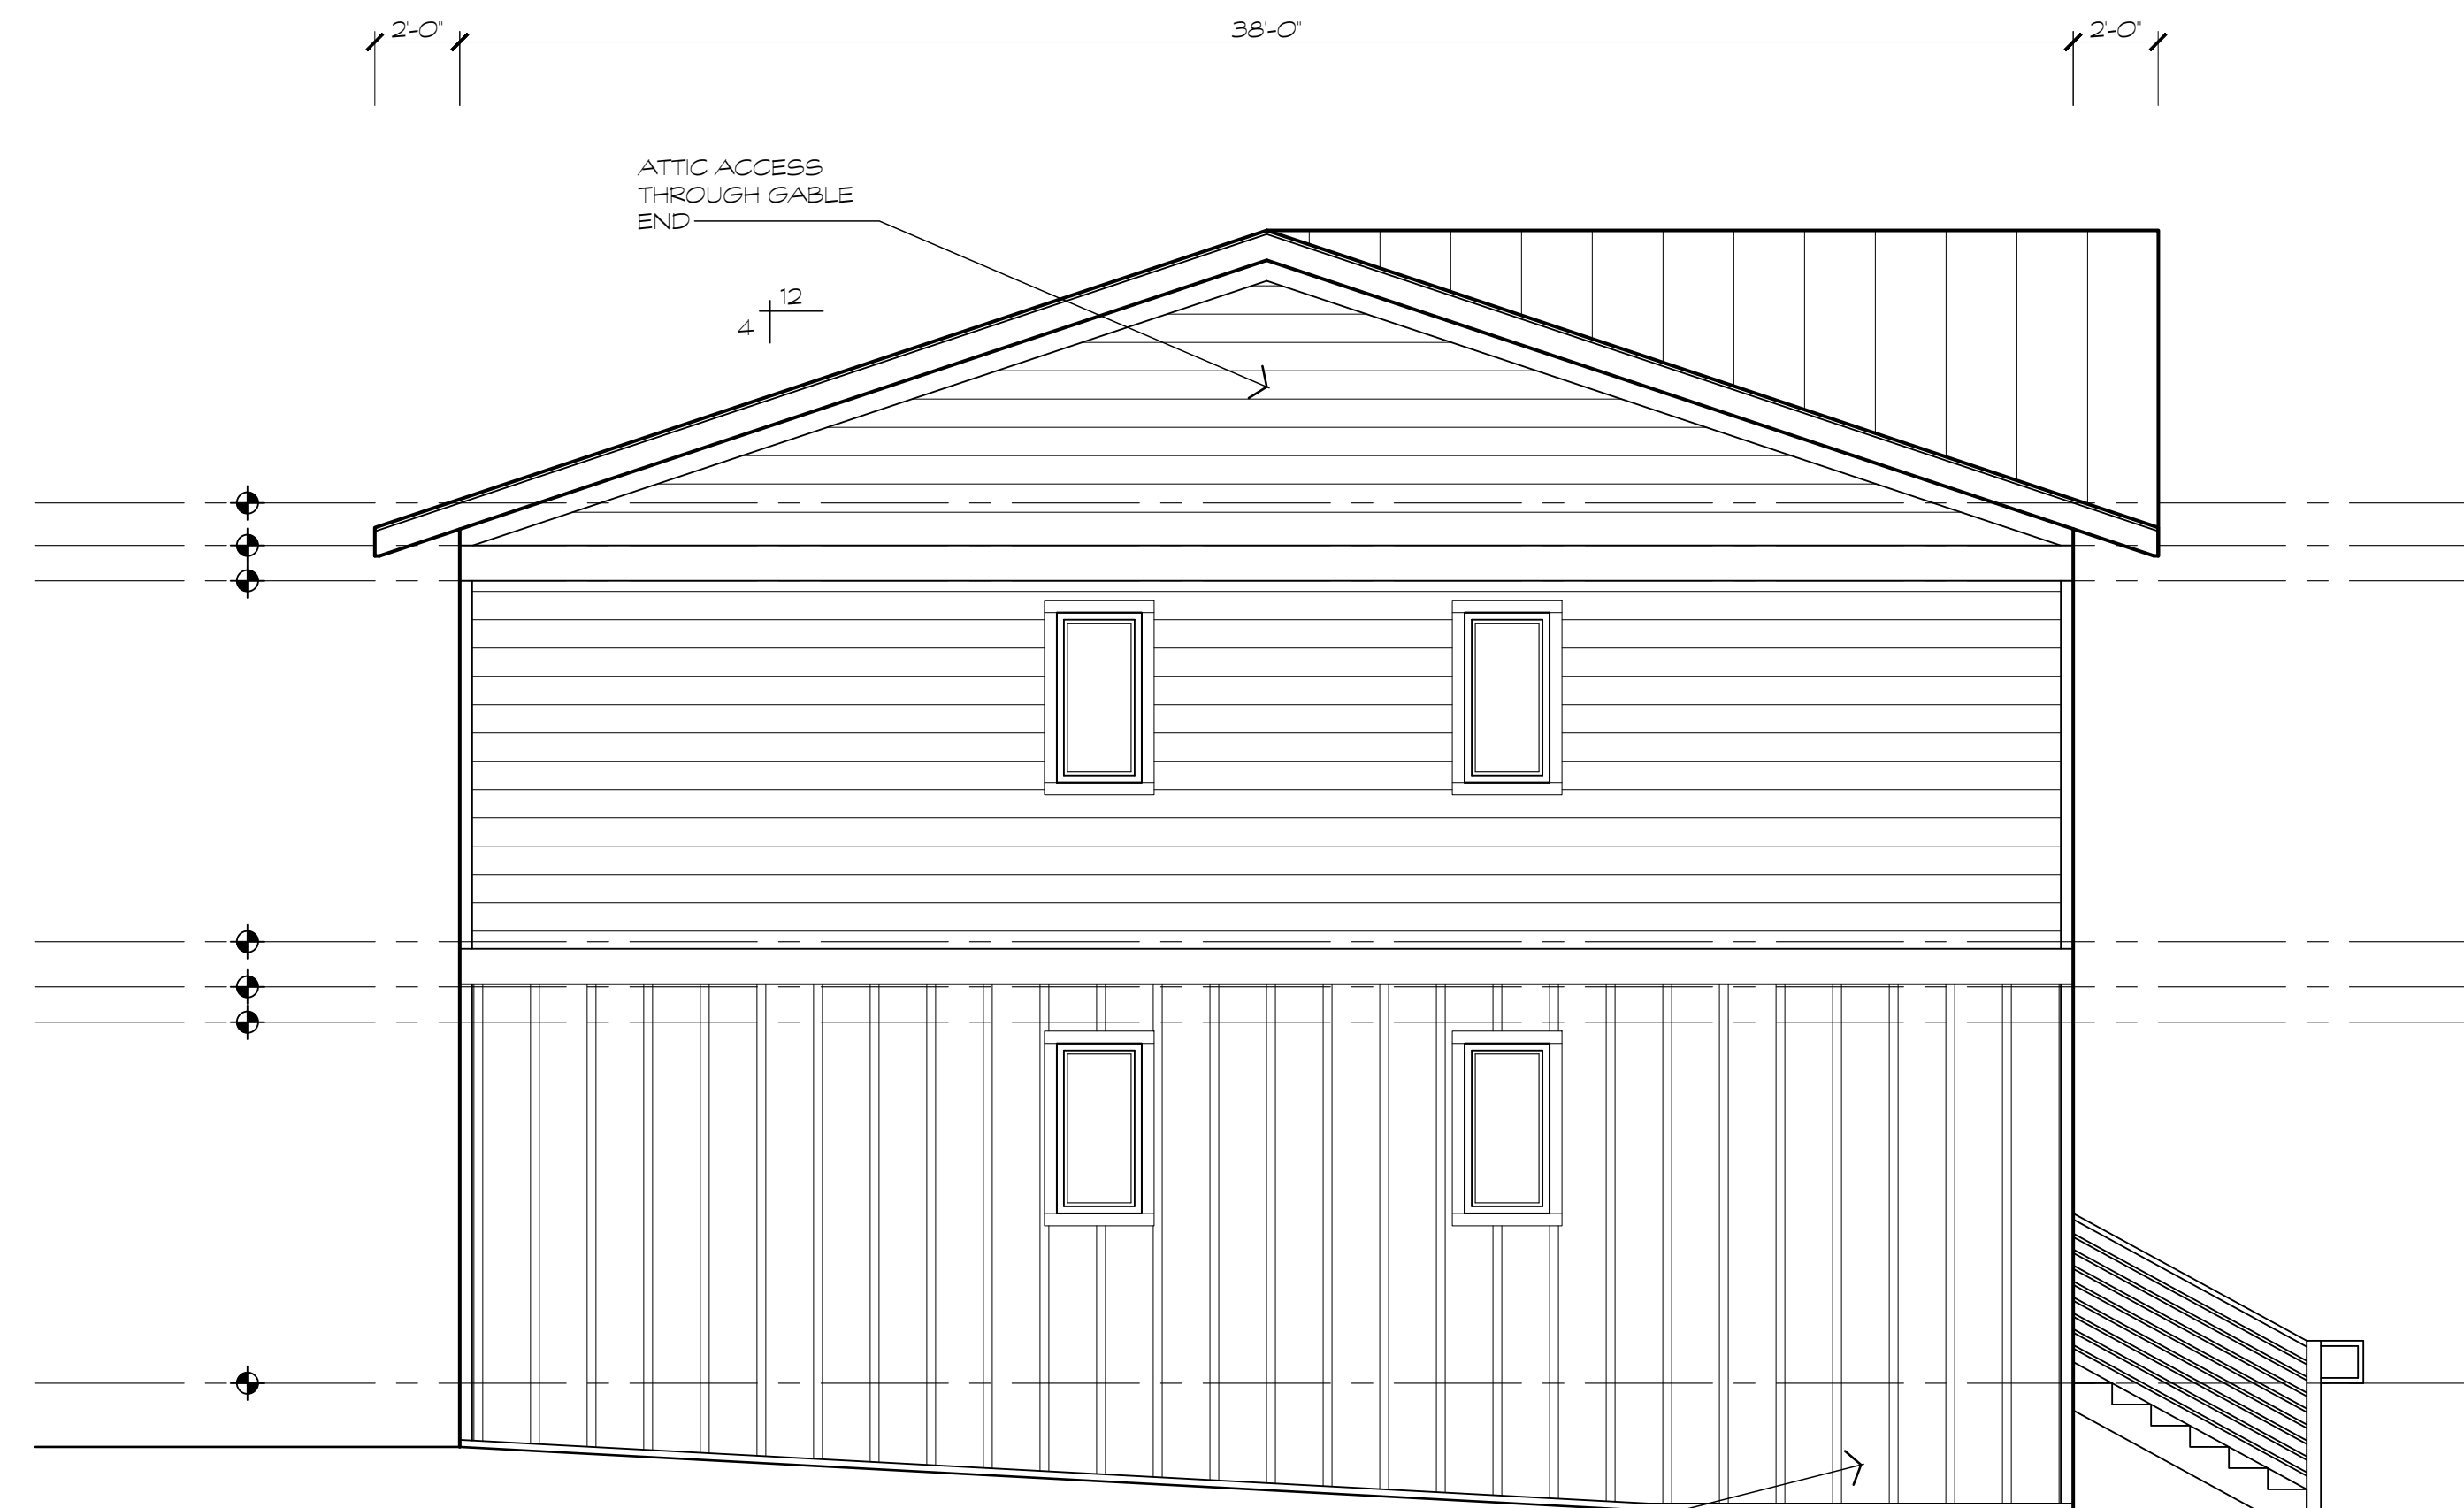 2'-0" 38'-0" 2'-0"
ATTIC ACCESS
THROUGH GABLE
END
12
4